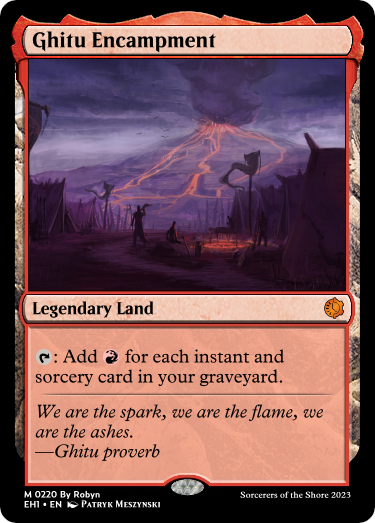 Ghitu Encampment
Legendary Land
: Add for each instant and
sorcery card in your graveyard.
We are the spark, we are the flame, we
are the ashes.
—Ghitu proverb
M 0220 By Robyn
EH1 • EN Patryk Meszynski
Sorcerers of the Shore 2023